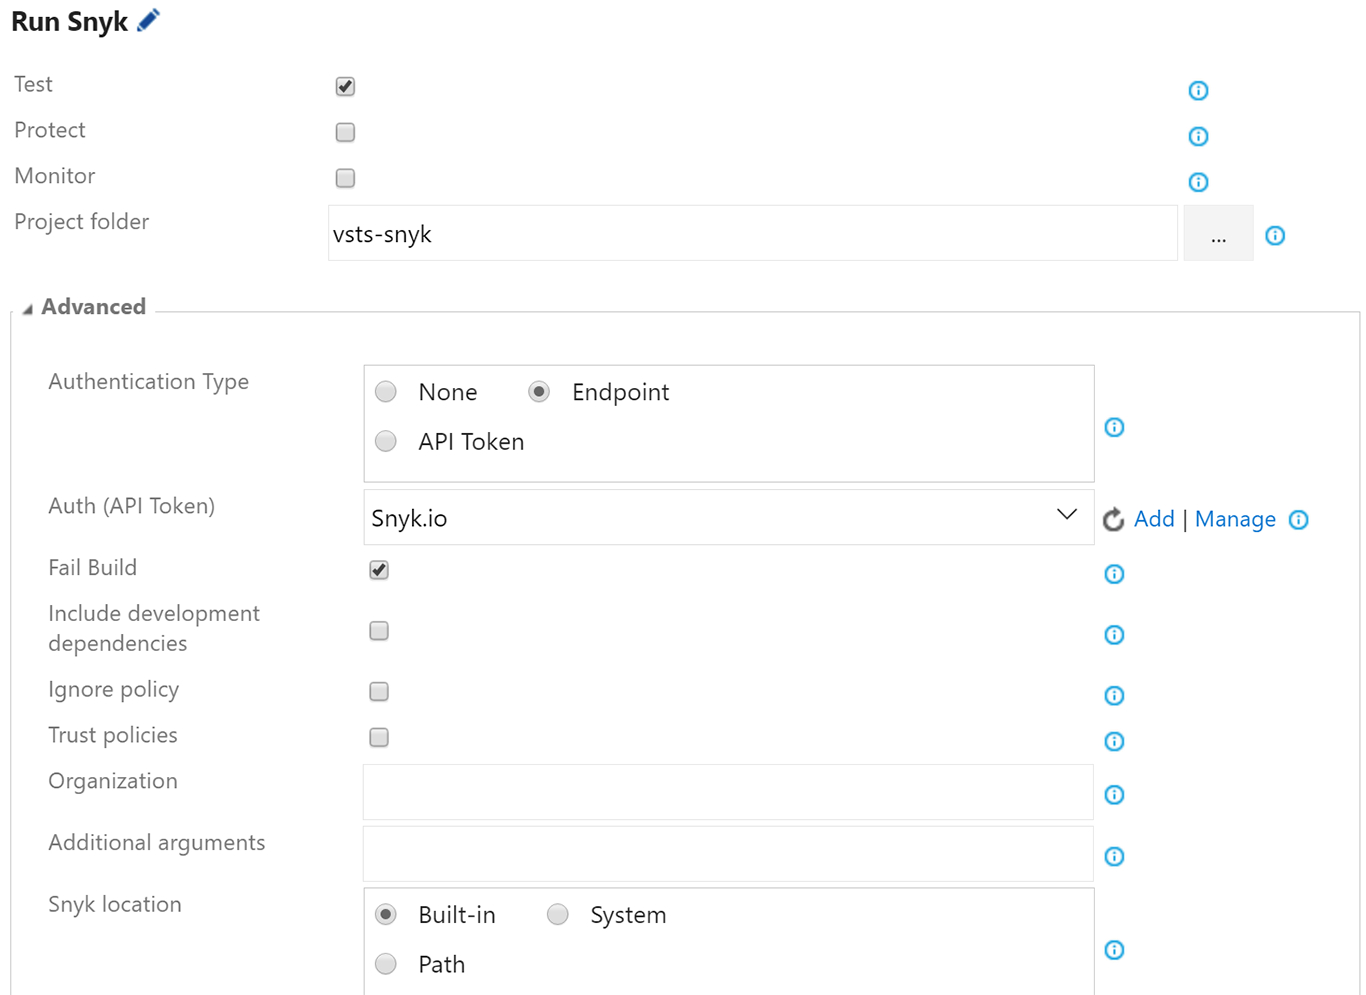 Run Snyk
Test
Protect
Monitor
Project folder
vsts-snyk
...
Advanced
Authentication Type
None
Endpoint
API Token
Auth (API Token)
Snyk.io
Add | Manage
Fail Build
Include development
dependencies
Ignore policy
Trust policies
Organization
Additional arguments
Snyk location
Built-in
System
Path